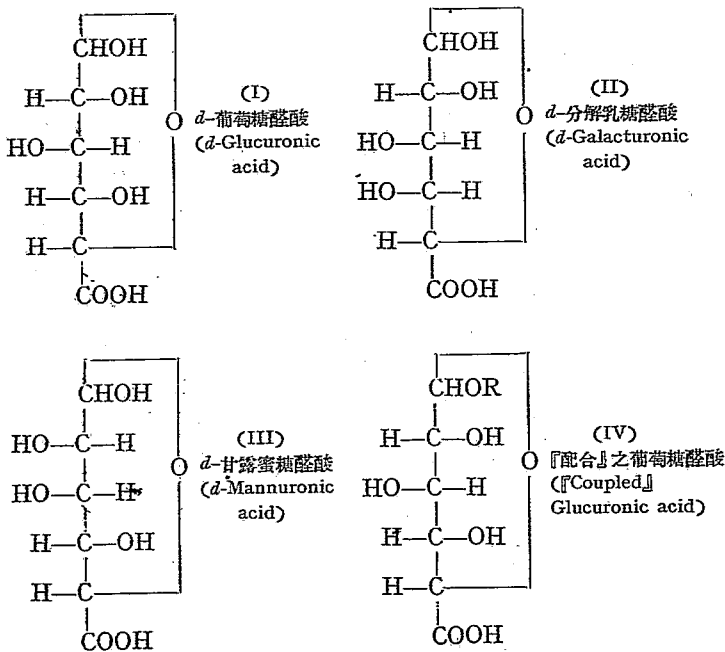 CHOH
H—C—OH
HO—C—H
H—C—OH
H—C
COOH
O
(I)
d-葡萄糖醛酸
(d-Glucuronic
acid)
CHOH
H—C—OH
HO—C—H
HO—C—H
H—C
COOH
O
(II)
d-分解乳糖醛酸
(d-Galacturonic
acid)
CHOH
HO—C—H
HO—C—H
H—C—OH
H—C
COOH
O
(III)
d-甘露蜜糖醛酸
(d-Mannuronic
acid)
CHOR
H—C—OH
HO—C—H
H—C—OH
H—C
COOH
O
(IV)
『配合』之葡萄糖醛酸
(『Coupled』
Glucuronic acid)